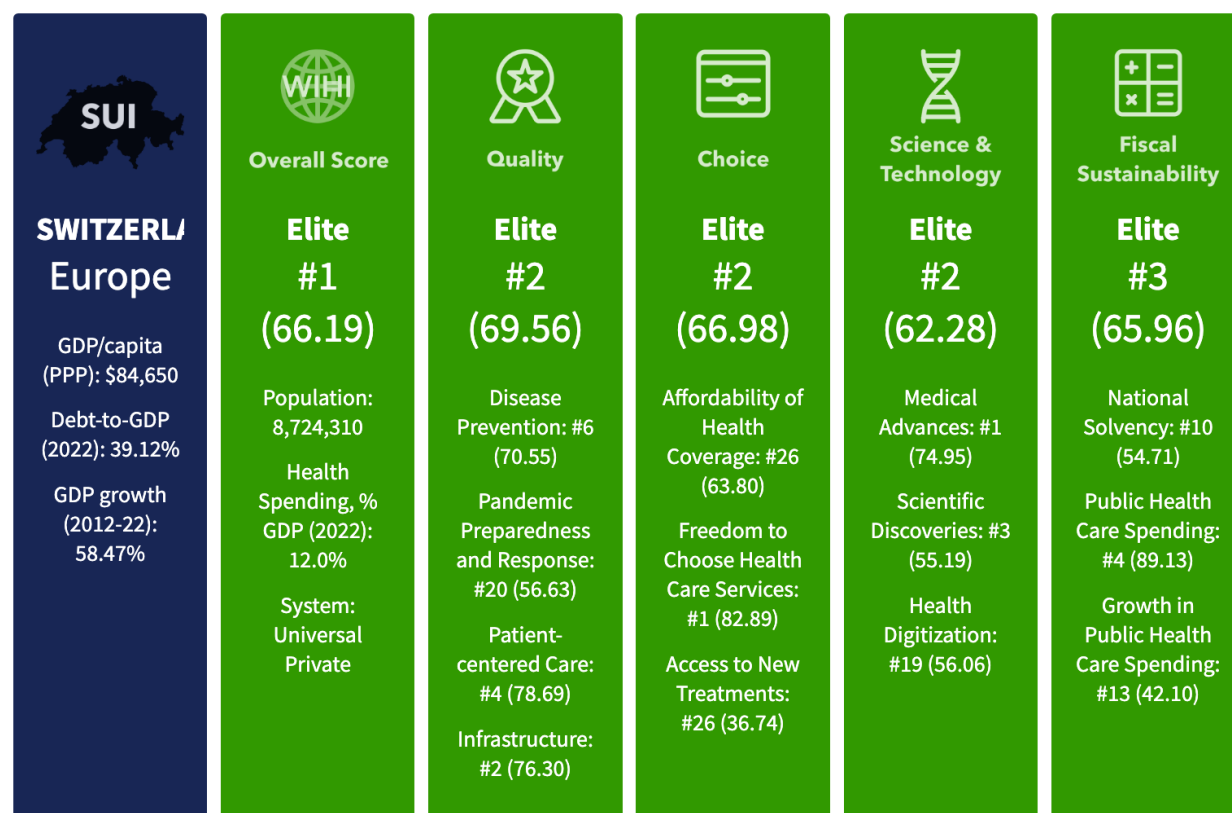 SUI
SWITZERLA
Europe
GDP/capita
(PPP): $84,650
Debt-to-GDP
(2022): 39.12%
GDP growth
(2012-22):
58.47%
WIHI
Overall Score
Elite
#1
(66.19)
Population:
8,724,310
Health
Spending, %
GDP (2022):
12.0%
System:
Universal
Private
Quality
Elite
#2
(69.56)
Disease
Prevention: #6
(70.55)
Pandemic
Preparedness
and Response:
#20 (56.63)
Patient-
centered Care:
#4 (78.69)
Infrastructure:
#2 (76.30)
Choice
Elite
#2
(66.98)
Affordability of
Health
Coverage: #26
(63.80)
Freedom to
Choose Health
Care Services:
#1 (82.89)
Access to New
Treatments:
#26 (36.74)
Science &
Technology
Elite
#2
(62.28)
Medical
Advances: #1
(74.95)
Scientific
Discoveries: #3
(55.19)
Health
Digitization:
#19 (56.06)
Fiscal
Sustainability
Elite
#3
(65.96)
National
Solvency: #10
(54.71)
Public Health
Care Spending:
#4 (89.13)
Growth in
Public Health
Care Spending:
#13 (42.10)